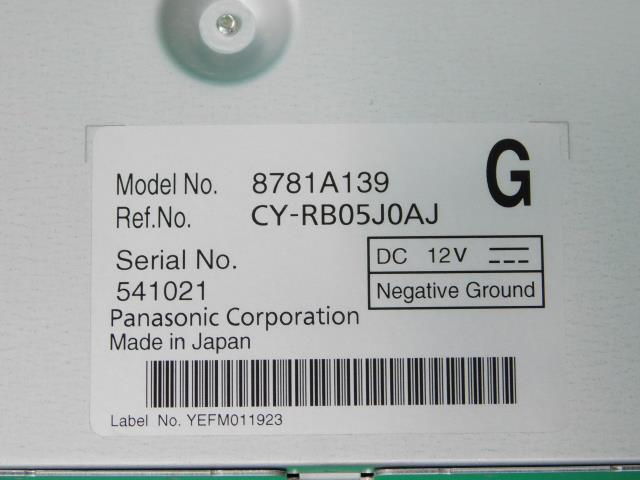 G
Model No. 8781A139
Ref.No. CY-RB05J0AJ
Serial No.
541021
DC 12V
Negative Ground
Panasonic Corporation
Made in Japan
Label No. YEFM011923